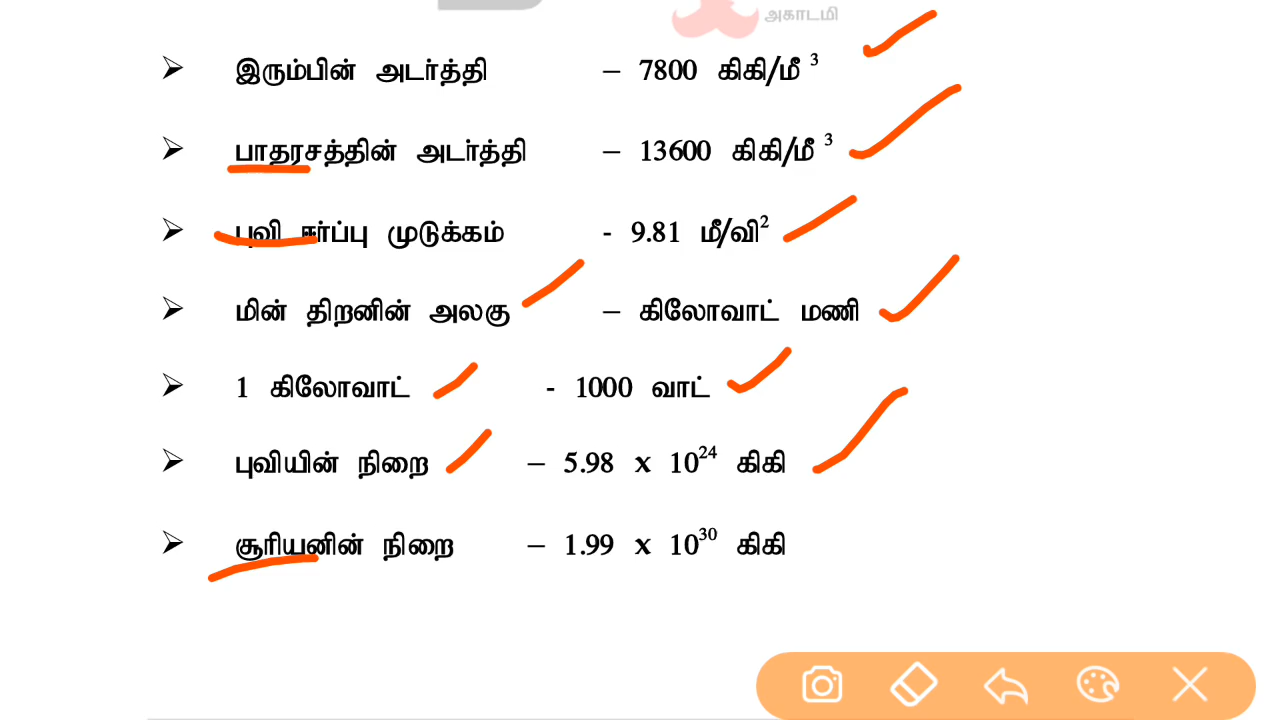 அகாடமி
➢ இரும்பின் அடர்த்தி – 7800 கிகி/மீ ³
➢ பாதரசத்தின் அடர்த்தி – 13600 கிகி/மீ ³
➢ புவி ஈர்ப்பு முடுக்கம் - 9.81 மீ/வி²
➢ மின் திறனின் அலகு – கிலோவாட் மணி
➢ 1 கிலோவாட் - 1000 வாட்
➢ புவியின் நிறை – 5.98 x 10²⁴ கிகி
➢ சூரியனின் நிறை – 1.99 x 10³⁰ கிகி